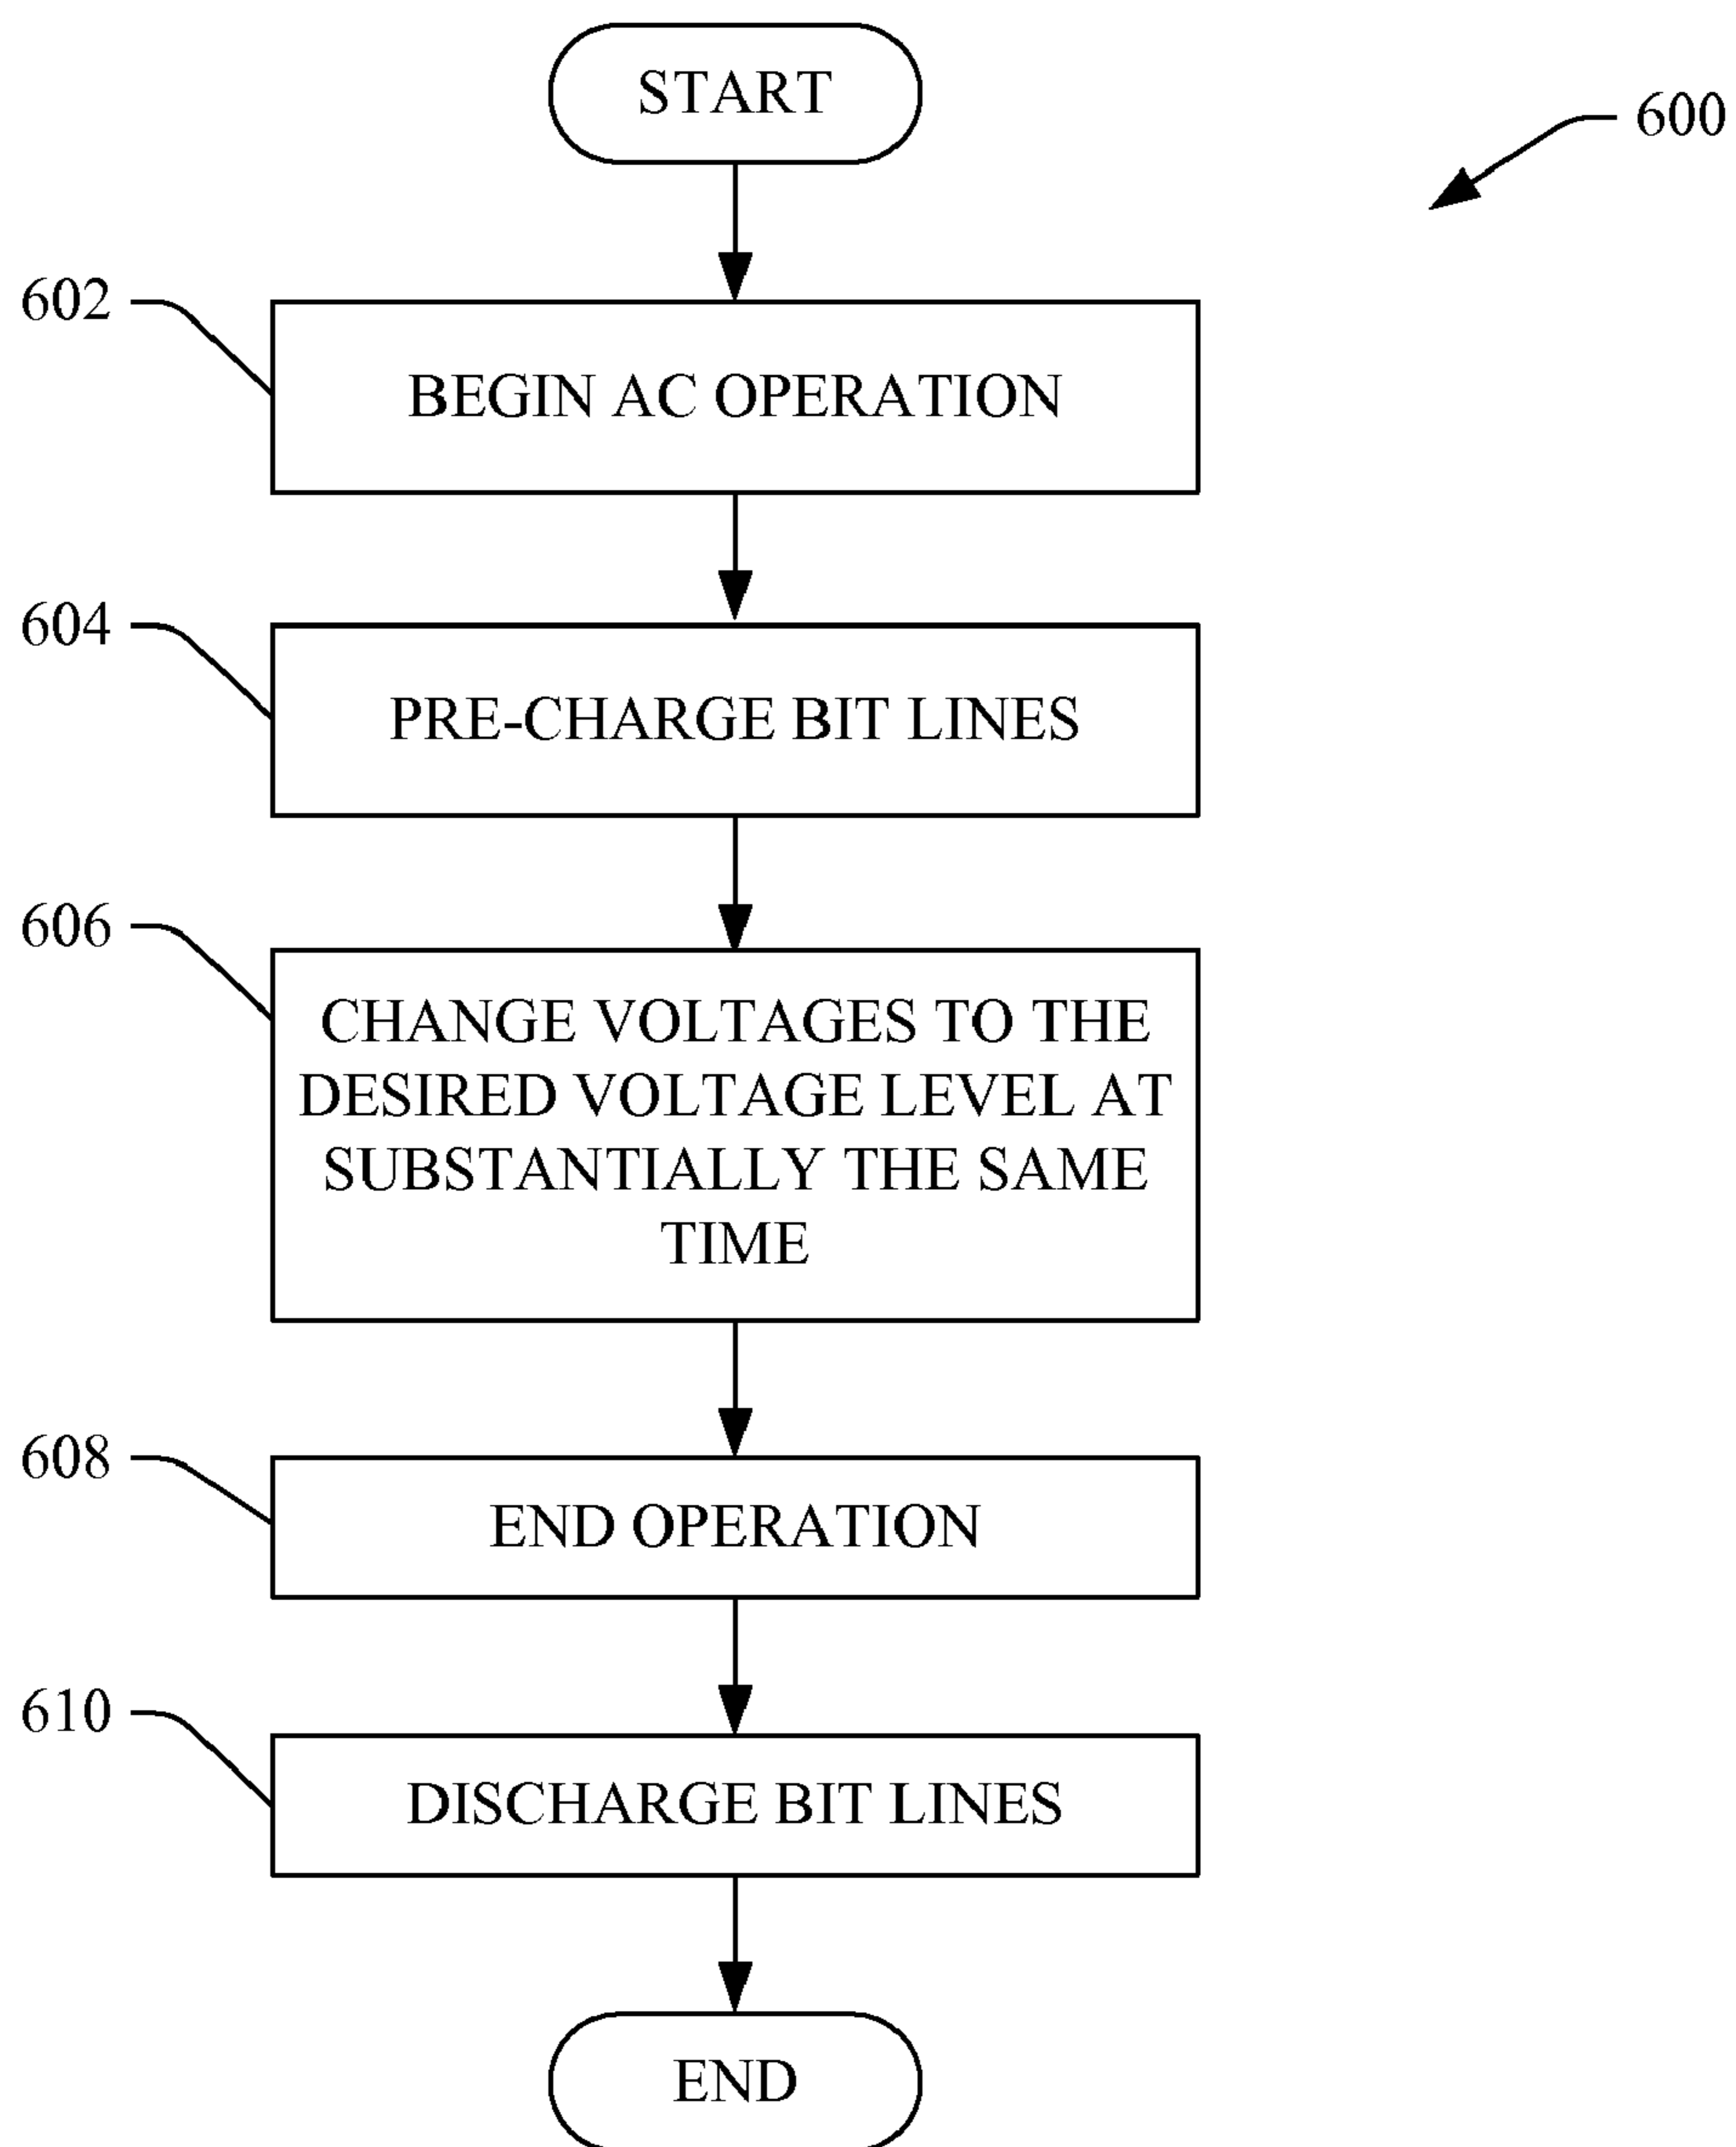 START
600
602
BEGIN AC OPERATION
604
PRE-CHARGE BIT LINES
606
CHANGE VOLTAGES TO THE
DESIRED VOLTAGE LEVEL AT
SUBSTANTIALLY THE SAME
TIME
608
END OPERATION
610
DISCHARGE BIT LINES
END